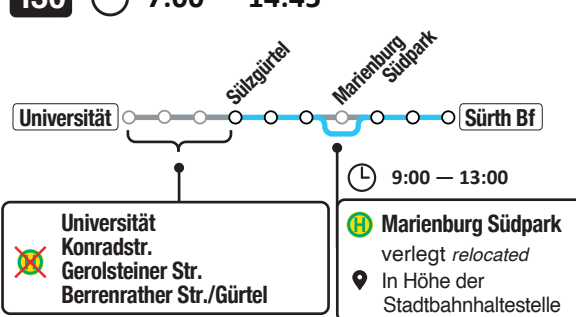 130 7:00 — 14:45
Sülzgürtel
Marienburg
Südpark
Universität
Sürth Bf
9:00 — 13:00
Universität
Konradstr.
Gerolsteiner Str.
Berrenrather Str./Gürtel
H
H Marienburg Südpark
verlegt relocated
In Höhe der
Stadtbahnhaltestelle